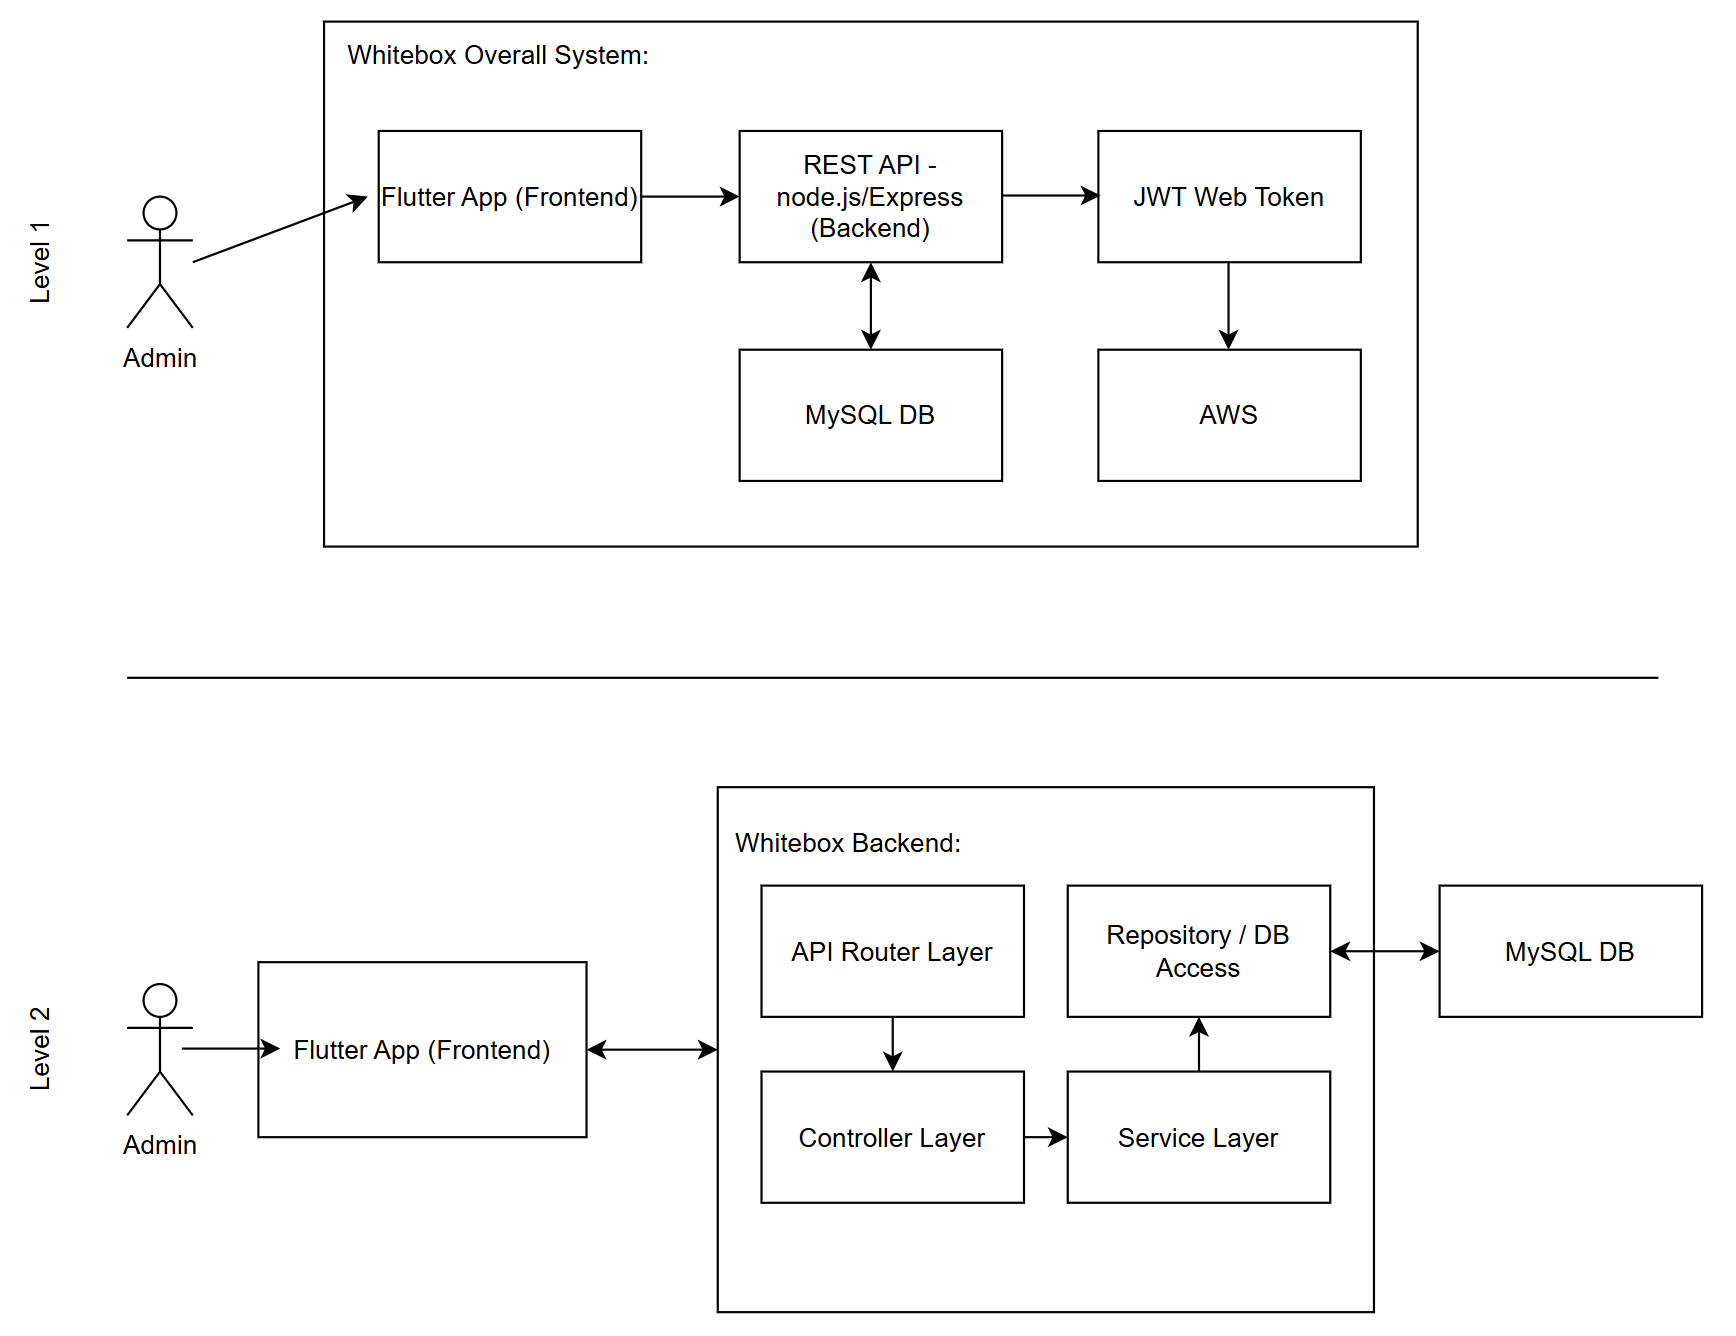 Whitebox Overall System:
Level 1
Admin
Flutter App (Frontend)
REST API -
node.js/Express
(Backend)
JWT Web Token
MySQL DB
AWS
Level 2
Admin
Flutter App (Frontend)
Whitebox Backend:
API Router Layer
Repository / DB
Access
MySQL DB
Controller Layer
Service Layer